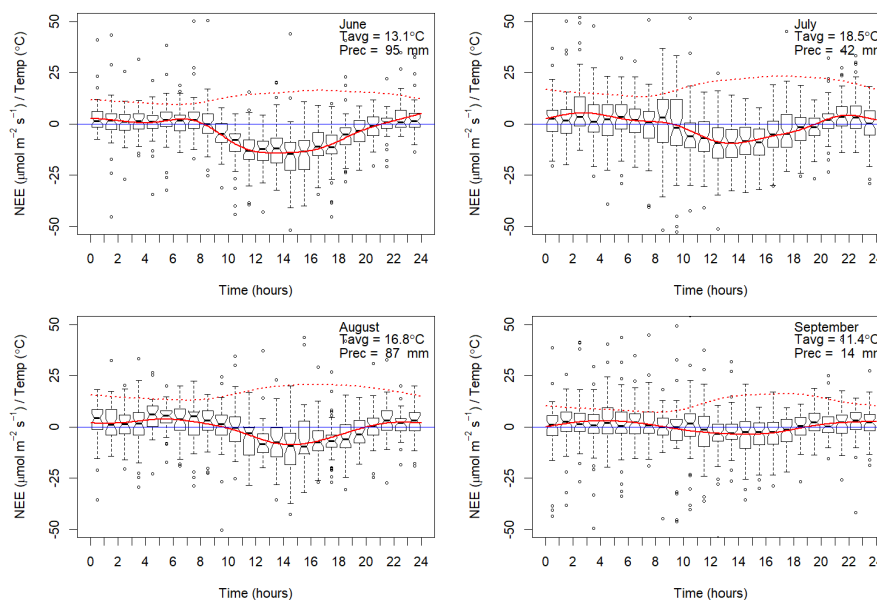 June
Tavg = 13.1°C
Prec = 95 mm
50
25
0
-25
-50
NEE (µmol m⁻² s⁻¹) / Temp (°C)
0 2 4 6 8 10 12 14 16 18 20 22 24
Time (hours)
July
Tavg = 18.5°C
Prec = 42 mm
50
25
0
-25
-50
NEE (µmol m⁻² s⁻¹) / Temp (°C)
0 2 4 6 8 10 12 14 16 18 20 22 24
Time (hours)
August
Tavg = 16.8°C
Prec = 87 mm
50
25
0
-25
-50
NEE (µmol m⁻² s⁻¹) / Temp (°C)
0 2 4 6 8 10 12 14 16 18 20 22 24
Time (hours)
September
Tavg = 11.4°C
Prec = 14 mm
50
25
0
-25
-50
NEE (µmol m⁻² s⁻¹) / Temp (°C)
0 2 4 6 8 10 12 14 16 18 20 22 24
Time (hours)